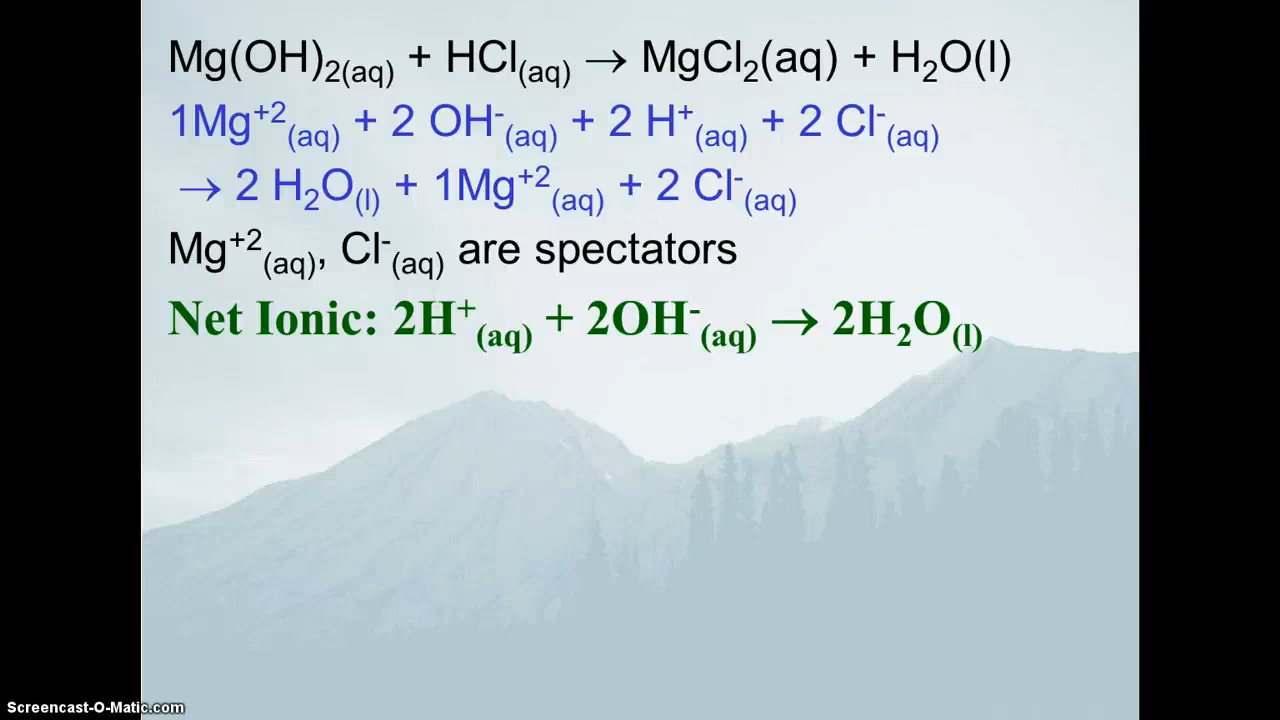 Mg(OH)₂(aq) + HCl(aq) → MgCl₂(aq) + H₂O(l)
1Mg⁺²(aq) + 2 OH⁻(aq) + 2 H⁺(aq) + 2 Cl⁻(aq)
→ 2 H₂O(l) + 1Mg⁺²(aq) + 2 Cl⁻(aq)
Mg⁺²(aq), Cl⁻(aq) are spectators
Net Ionic: 2H⁺(aq) + 2OH⁻(aq) → 2H₂O(l)
Screencast-O-Matic.com